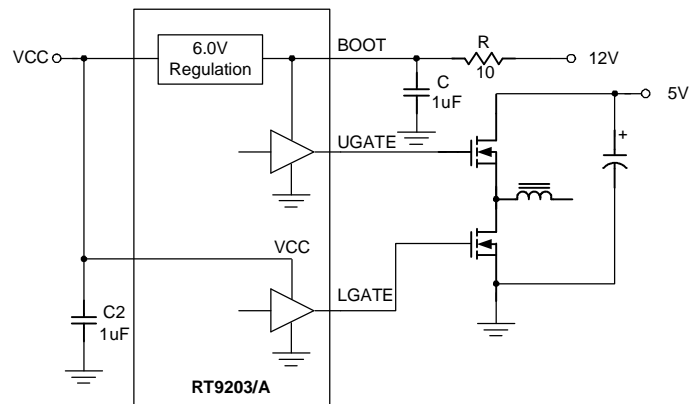 6.0V
Regulation
BOOT
R
10
12V
VCC
C
1uF
5V
+
UGATE
VCC
LGATE
C2
1uF
RT9203/A